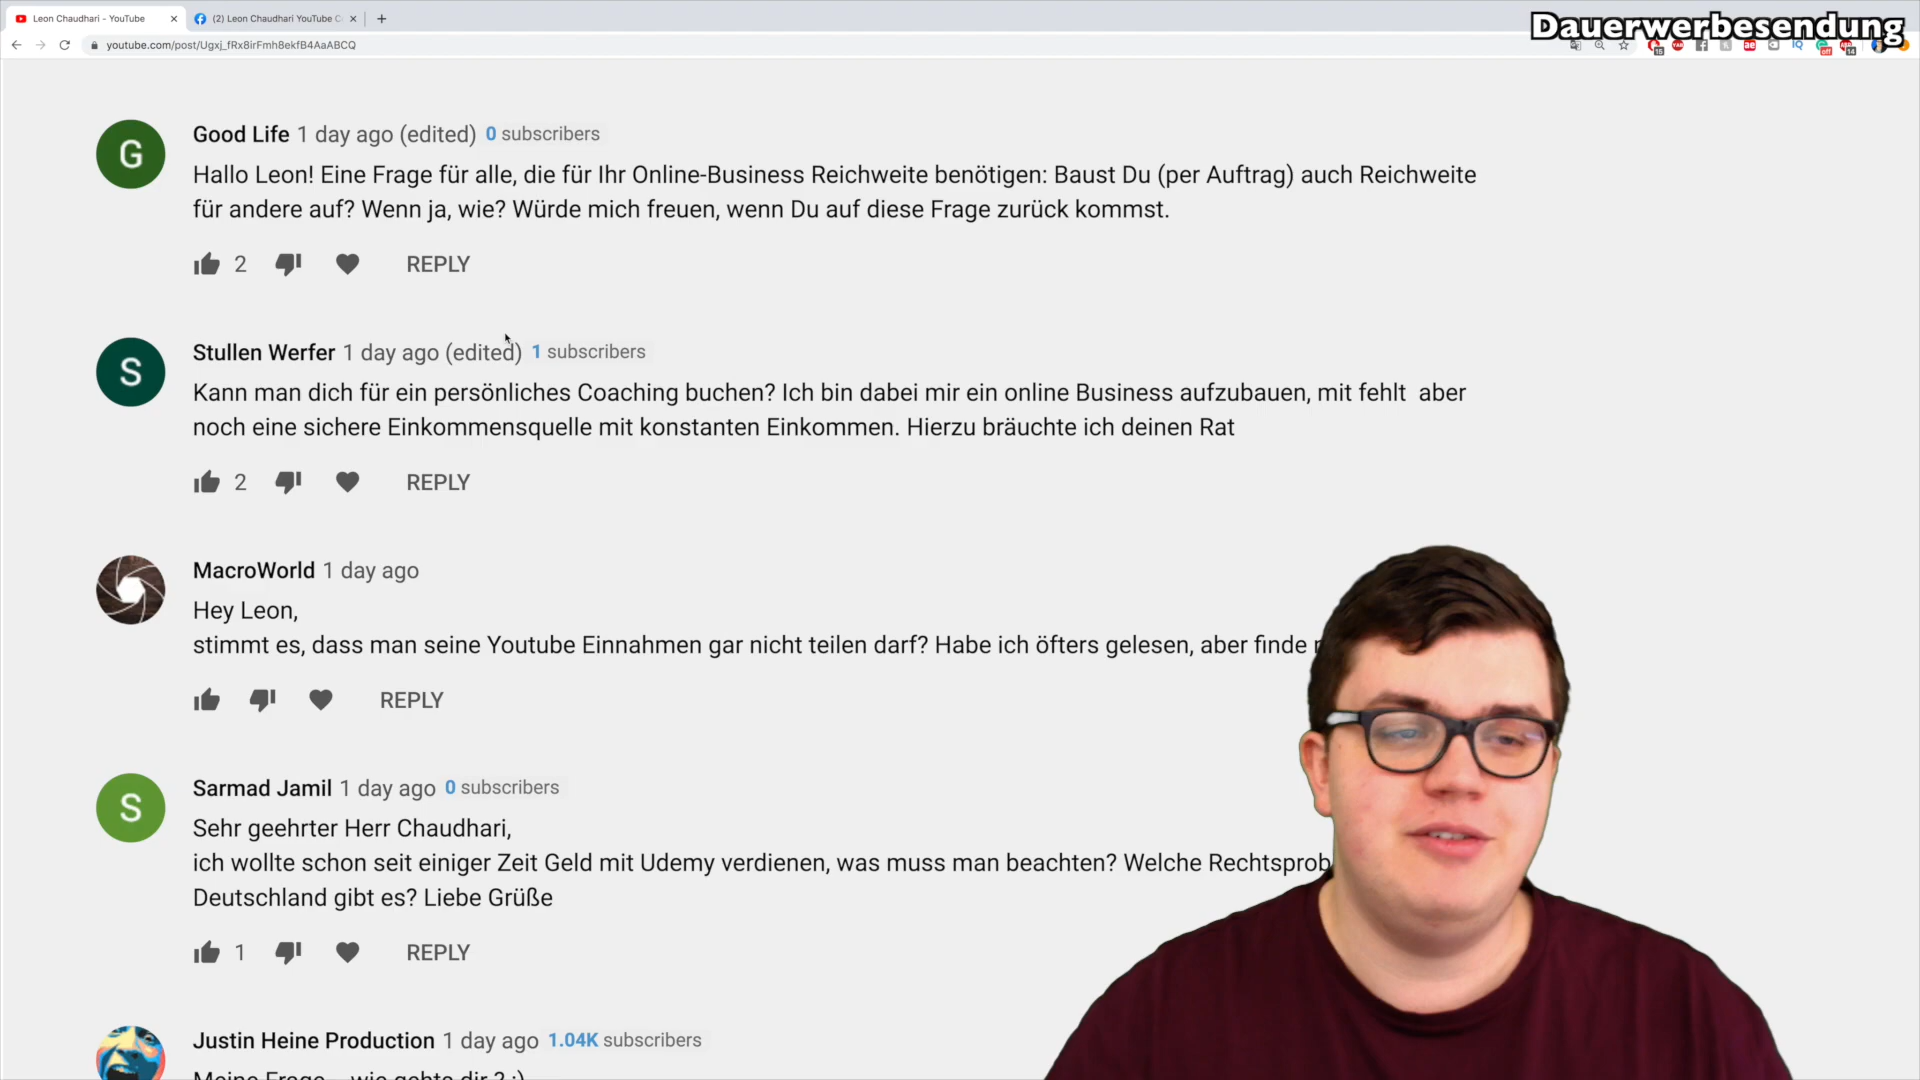 Leon Chaudhari - YouTube
(2) Leon Chaudhari YouTube C
Dauerwerbesendung
youtube.com/post/Ugxj_fRx8irFmh8ekfB4AaABCQ
G
Good Life 1 day ago (edited) 0 subscribers
Hallo Leon! Eine Frage für alle, die für Ihr Online-Business Reichweite benötigen: Baust Du (per Auftrag) auch Reichweite
für andere auf? Wenn ja, wie? Würde mich freuen, wenn Du auf diese Frage zurück kommst.
2 REPLY
S
Stullen Werfer 1 day ago (edited) 1 subscribers
Kann man dich für ein persönliches Coaching buchen? Ich bin dabei mir ein online Business aufzubauen, mit fehlt aber
noch eine sichere Einkommensquelle mit konstanten Einkommen. Hierzu bräuchte ich deinen Rat
2 REPLY
MacroWorld 1 day ago
Hey Leon,
stimmt es, dass man seine Youtube Einnahmen gar nicht teilen darf? Habe ich öfters gelesen, aber finde
REPLY
S
Sarmad Jamil 1 day ago 0 subscribers
Sehr geehrter Herr Chaudhari,
ich wollte schon seit einiger Zeit Geld mit Udemy verdienen, was muss man beachten? Welche Rechtsprob
Deutschland gibt es? Liebe Grüße
1 REPLY
Justin Heine Production 1 day ago 1.04K subscribers
Meine Frage... wie gehts dir ? :)